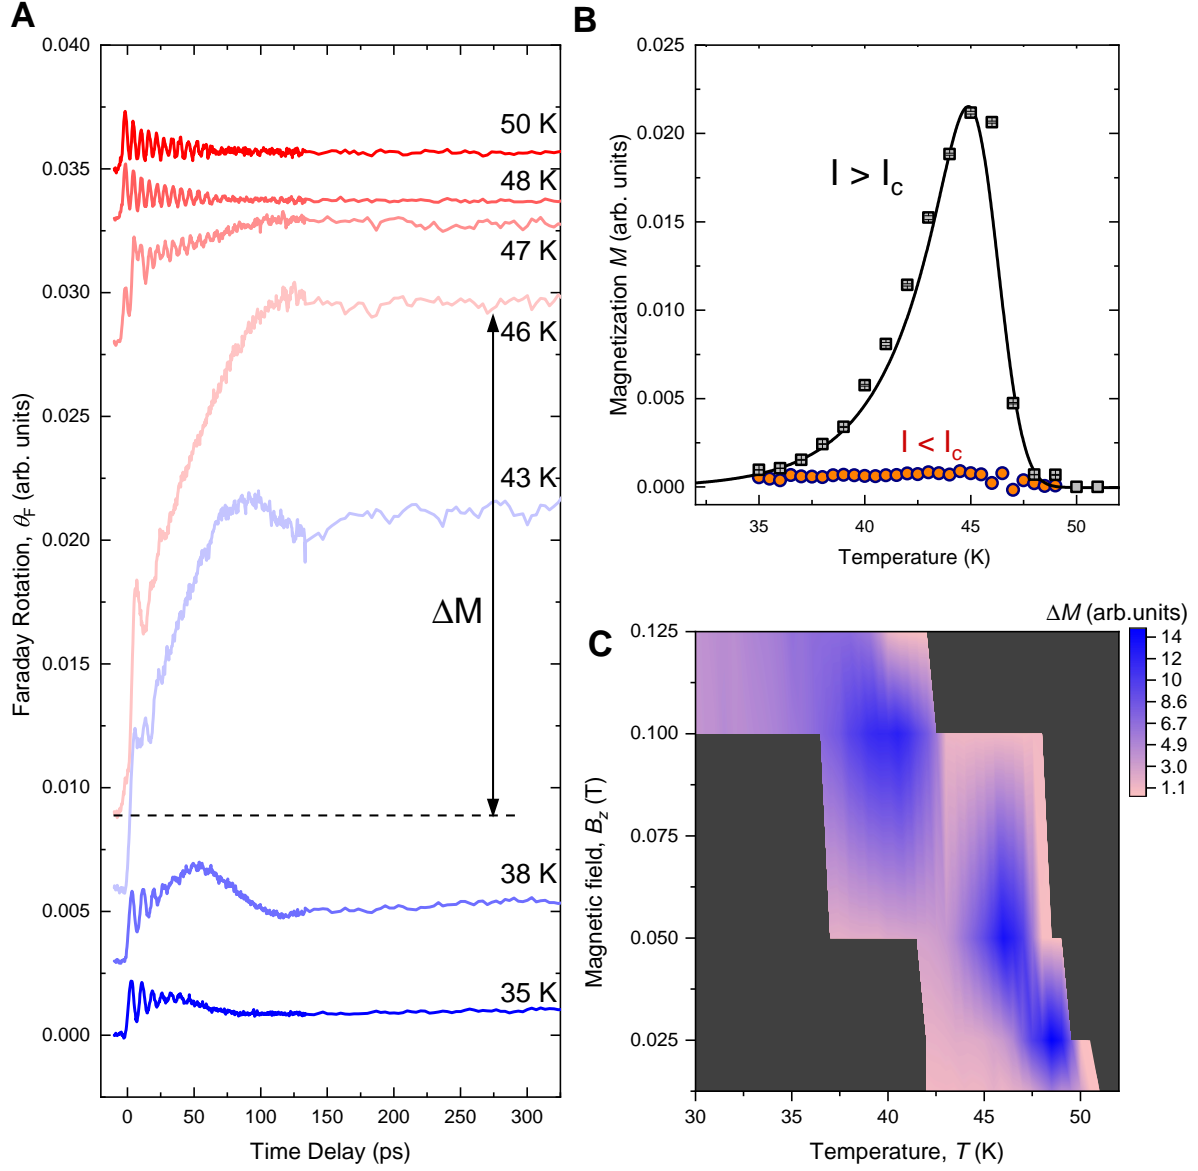 A
0.040
0.035
0.030
0.025
0.020
0.015
0.010
0.005
0.000
Faraday Rotation, θF (arb. units)
50 K
48 K
47 K
46 K
43 K
ΔM
38 K
35 K
0 50 100 150 200 250 300
Time Delay (ps)
B
0.025
0.020
0.015
0.010
0.005
0.000
Magnetization M (arb. units)
I > Ic
I < Ic
35 40 45 50
Temperature (K)
C
ΔM (arb.units)
14
12
10
8.6
6.7
4.9
3.0
1.1
0.125
0.100
0.075
0.050
0.025
Magnetic field, Bz (T)
30 35 40 45 50
Temperature, T (K)